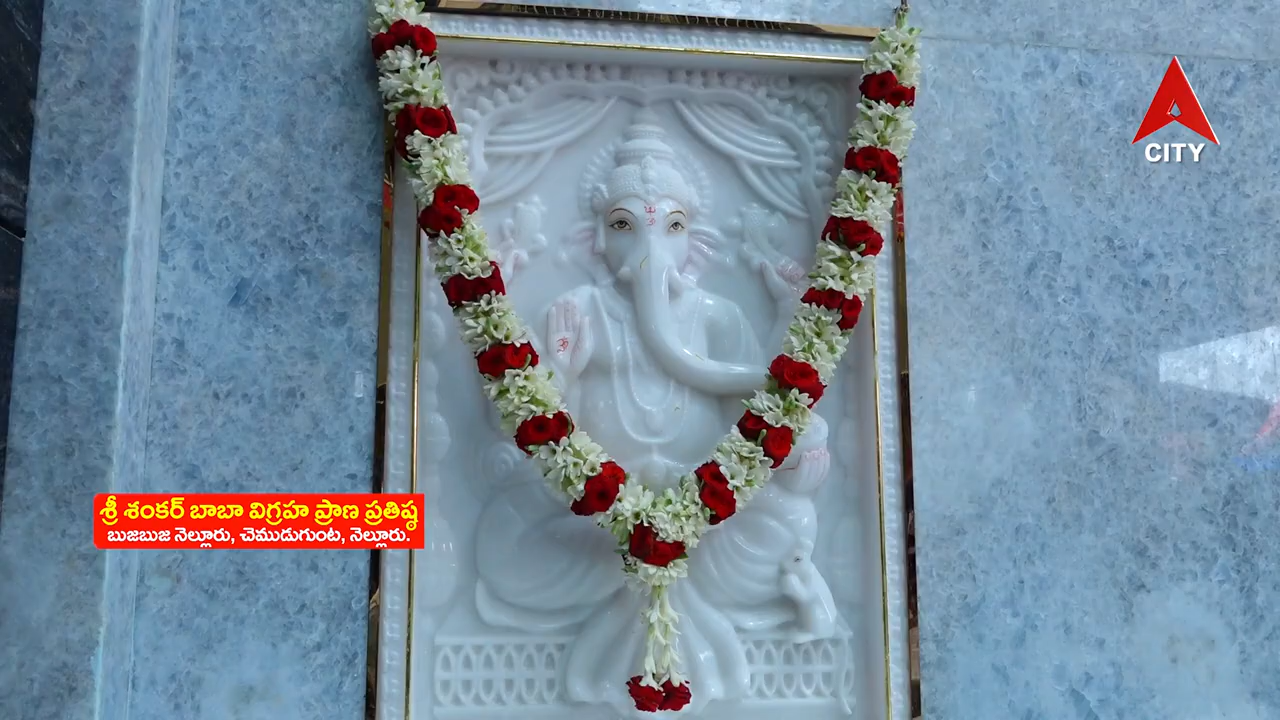 CITY
శ్రీ శంకర్ బాబా విగ్రహ ప్రాణ ప్రతిష్ఠ
బుజబుజ నెల్లూరు, చెముడుగుంట, నెల్లూరు.